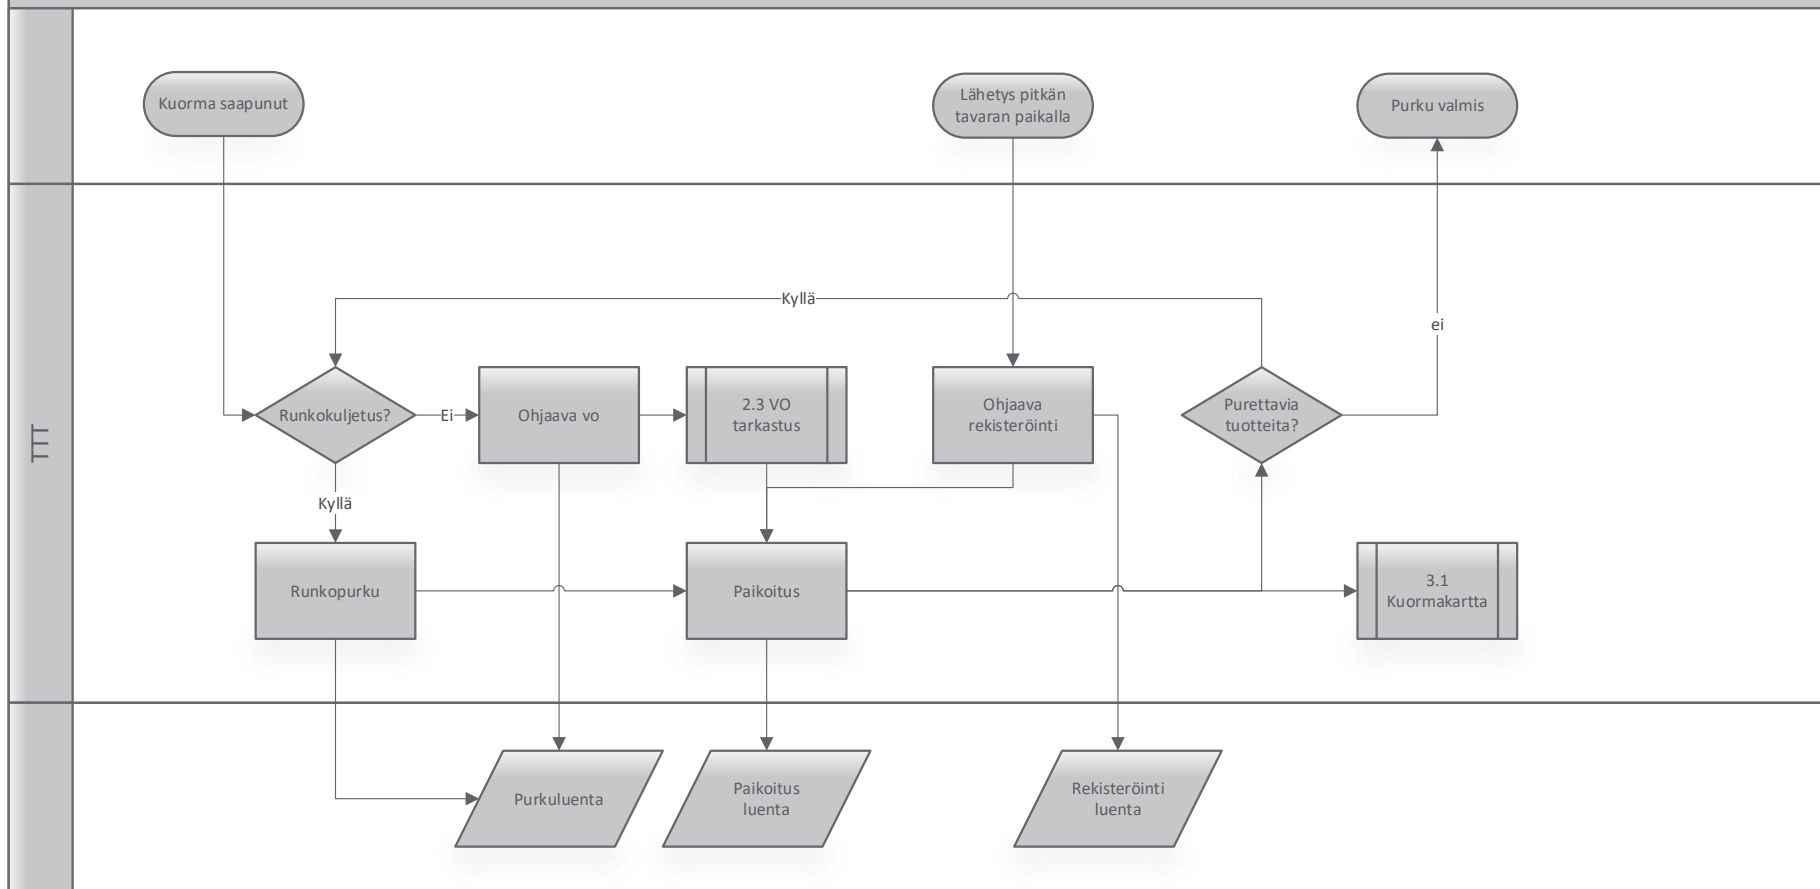 Kuorma saapunut
Lähetys pitkän
tavaran paikalla
Purku valmis
Kyllä
ei
Runkokuljetus?
Ei
Ohjaava vo
2.3 VO
tarkastus
Ohjaava
rekisteröinti
Purettavia
tuotteita?
TTT
Kyllä
Runkopurku
Paikoitus
3.1
Kuormakartta
Purkuluenta
Paikoitus
luenta
Rekisteröinti
luenta